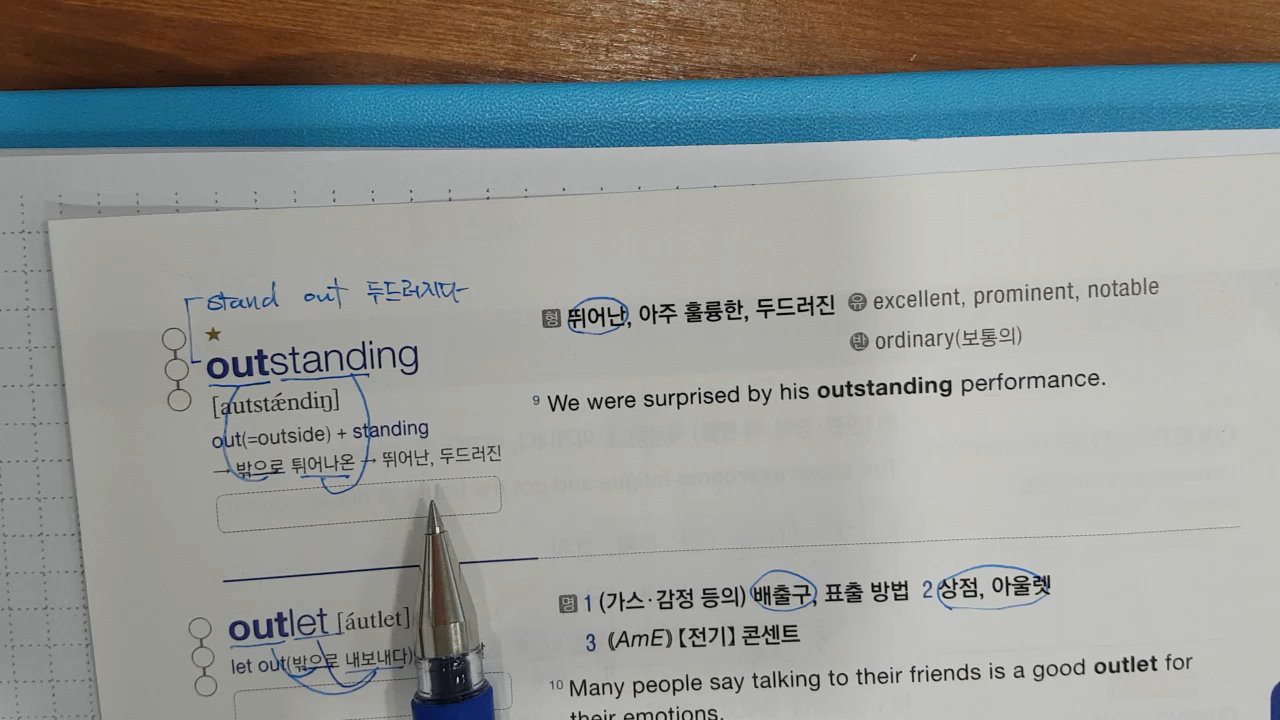 stand out 두드러지다
outstanding
[autstǽndiŋ]
out(=outside) + standing
→ 밖으로 튀어나온 → 뛰어난, 두드러진
형 뛰어난, 아주 훌륭한, 두드러진 유 excellent, prominent, notable
반 ordinary(보통의)
9 We were surprised by his outstanding performance.
outlet [áutlet]
let out(밖으로 내보내다)
명 1 (가스·감정 등의) 배출구, 표출 방법 2 상점, 아울렛
3 (AmE)【전기】콘센트
10 Many people say talking to their friends is a good outlet for
their emotions.